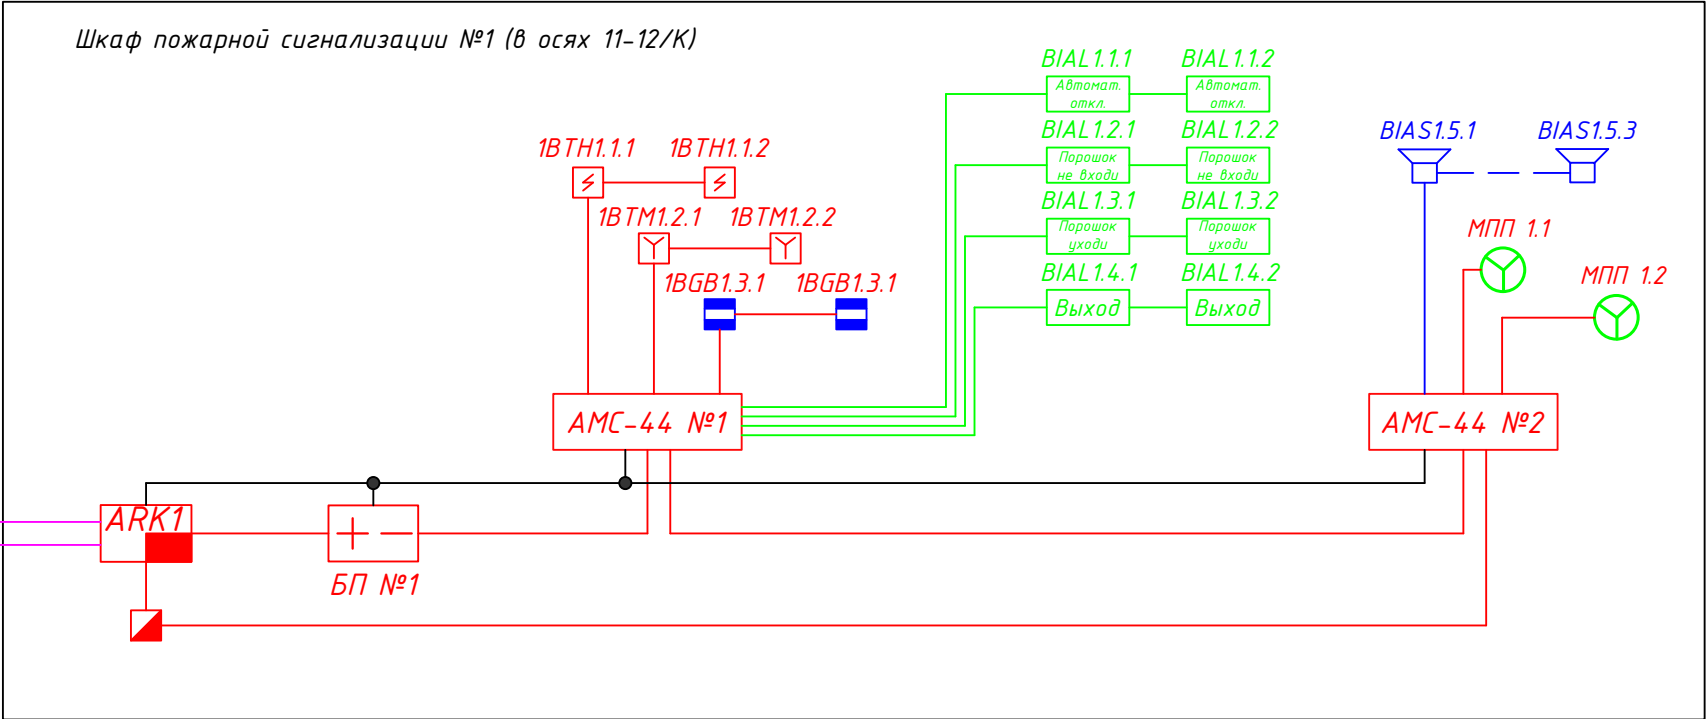 Шкаф пожарной сигнализации №1 (в осях 11-12/К)
BIAL1.1.1 BIAL1.1.2
Автомат. откл.
Автомат. откл.
BIAL1.2.1 BIAL1.2.2
Порошок не входи
Порошок не входи
BIAL1.3.1 BIAL1.3.2
Порошок уходи
Порошок уходи
BIAL1.4.1 BIAL1.4.2
Выход Выход
BIAS1.5.1 BIAS1.5.3
1BTH1.1.1 1BTH1.1.2
1BTM1.2.1 1BTM1.2.2
1BGB1.3.1 1BGB1.3.1
МПП 1.1
МПП 1.2
АМС-44 №1
АМС-44 №2
ARK1
БП №1